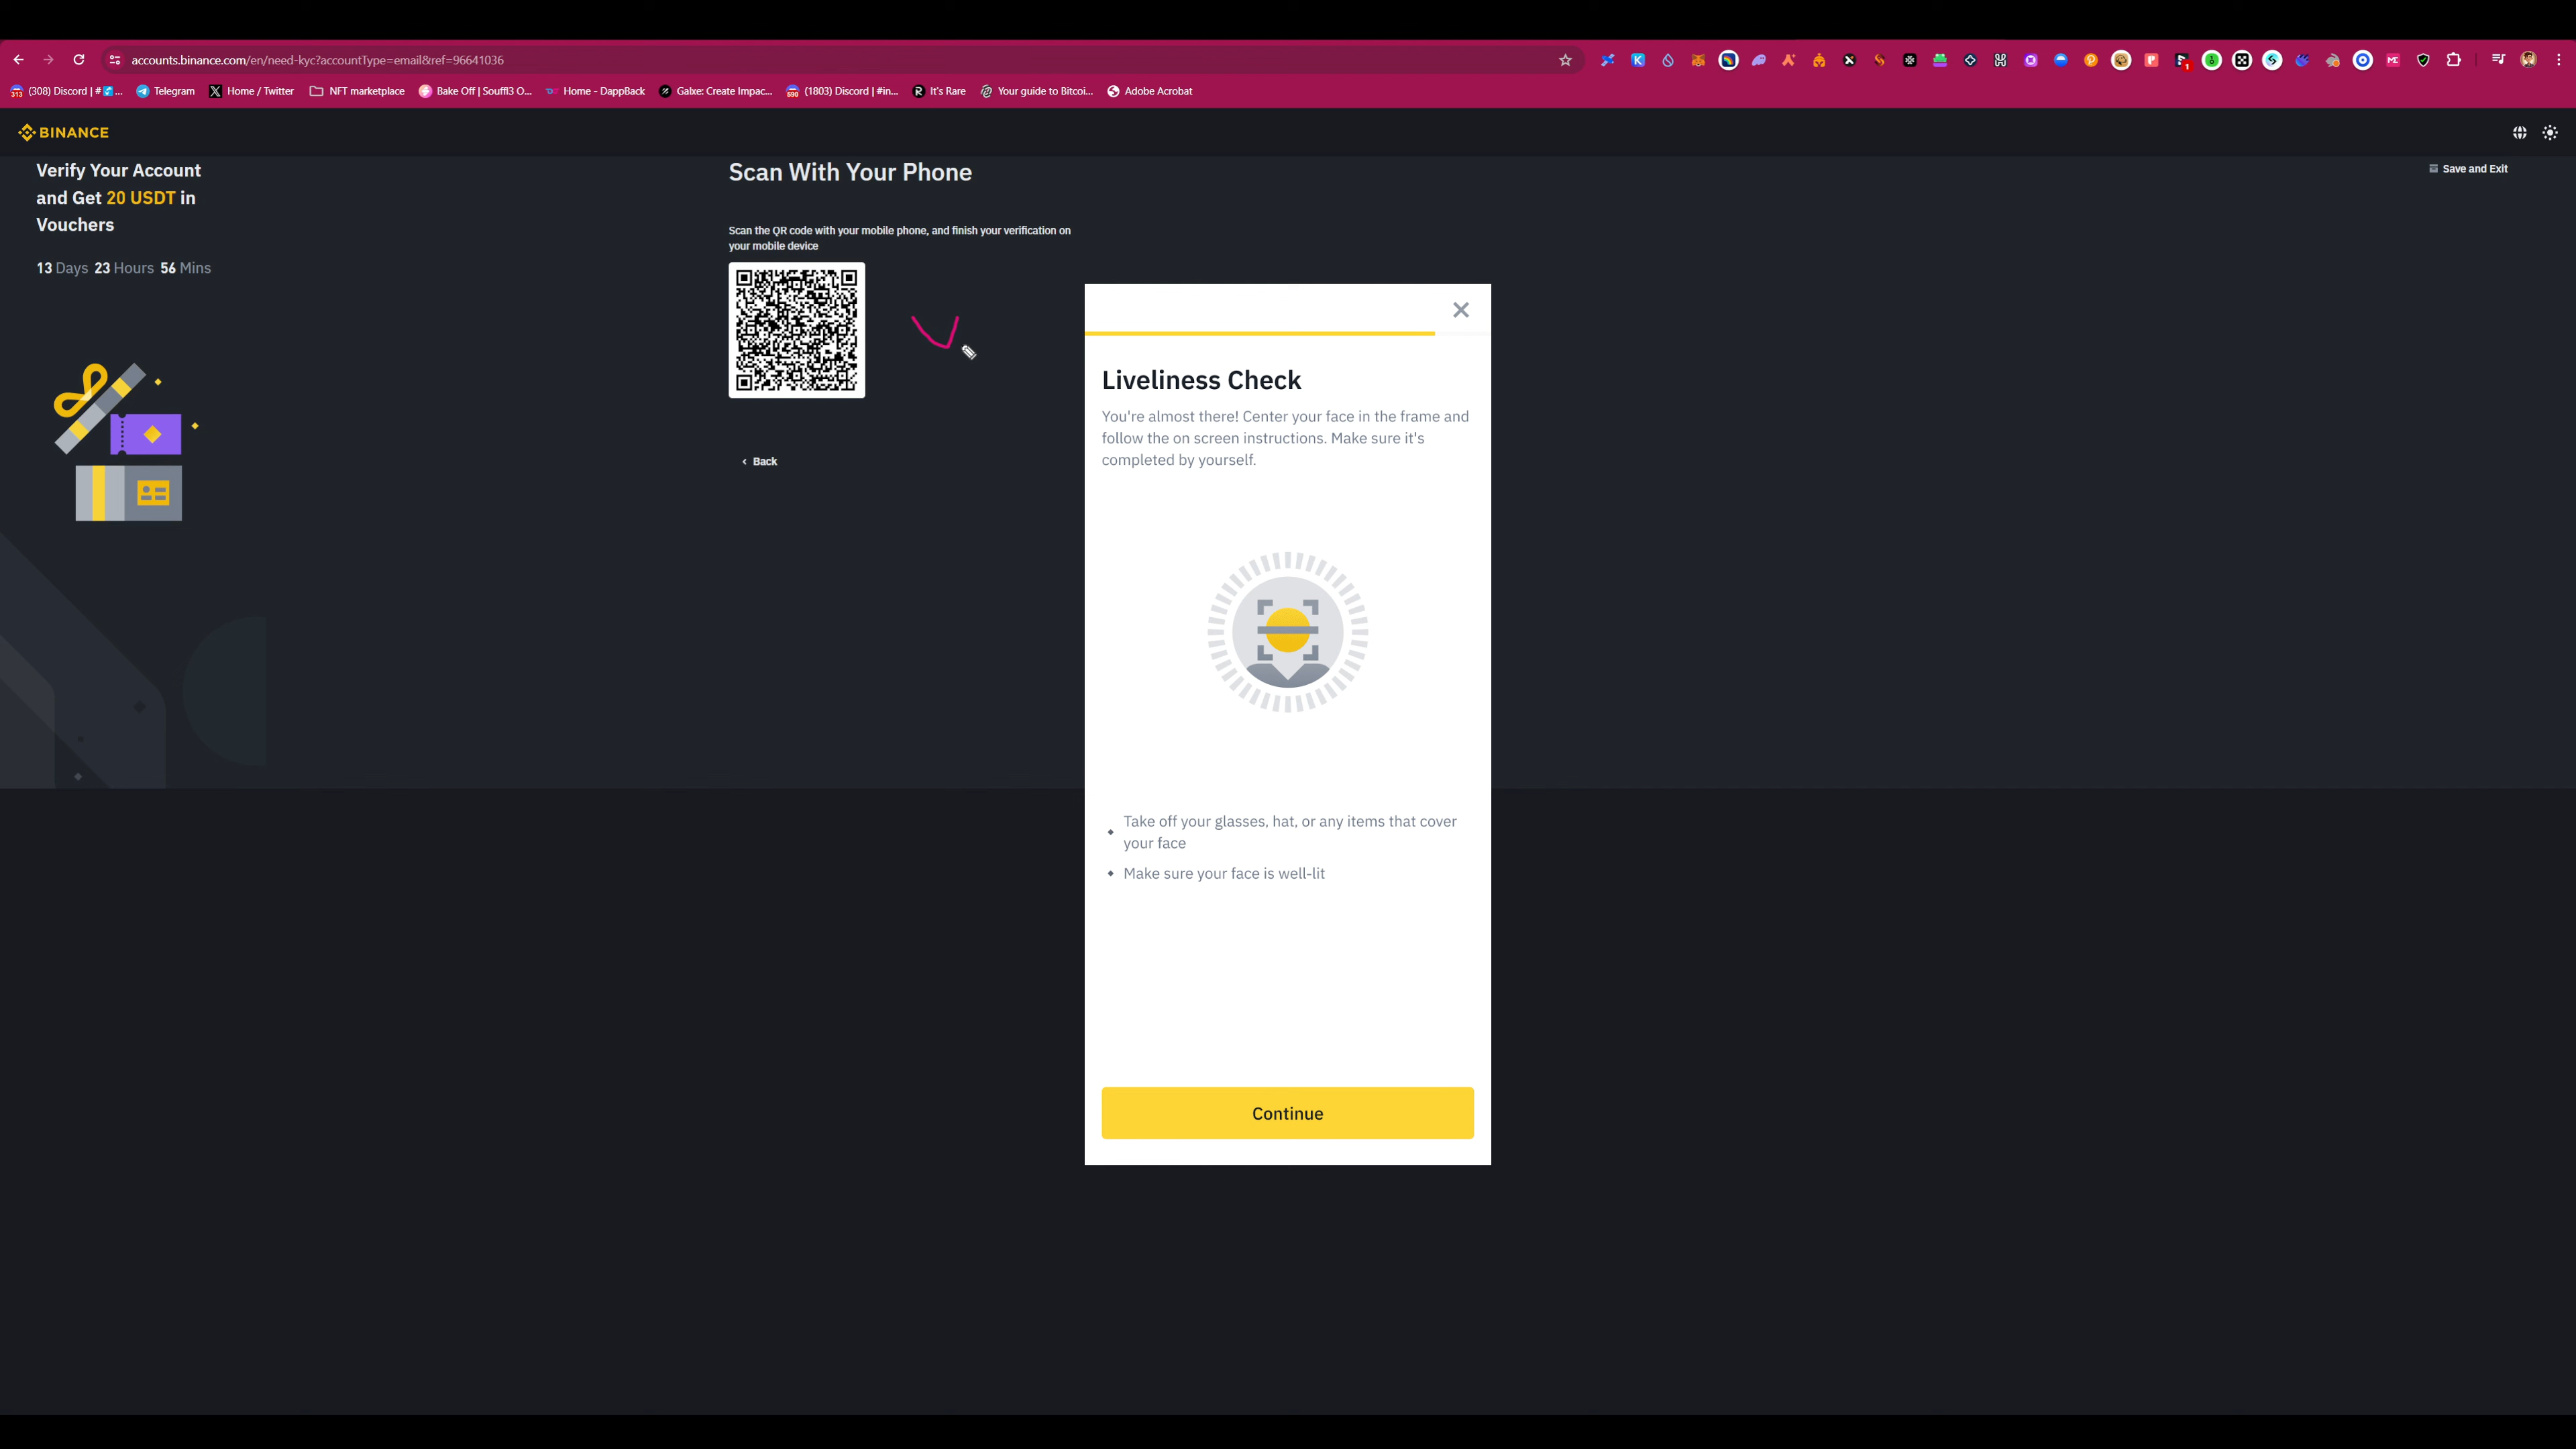 accounts.binance.com/en/need-kyc?accountType=email&ref=96641036
(308) Discord | # ...
Telegram
Home / Twitter
NFT marketplace
Bake Off | Souffl3 O...
Home - DappBack
Galxe: Create Impac...
(1803) Discord | #in...
It's Rare
Your guide to Bitcoi...
Adobe Acrobat
BINANCE
Verify Your Account
and Get 20 USDT in
Vouchers
13 Days 23 Hours 56 Mins
Scan With Your Phone
Save and Exit
Scan the QR code with your mobile phone, and finish your verification on
your mobile device
Back
Liveliness Check
You're almost there! Center your face in the frame and
follow the on screen instructions. Make sure it's
completed by yourself.
Take off your glasses, hat, or any items that cover
your face
Make sure your face is well-lit
Continue